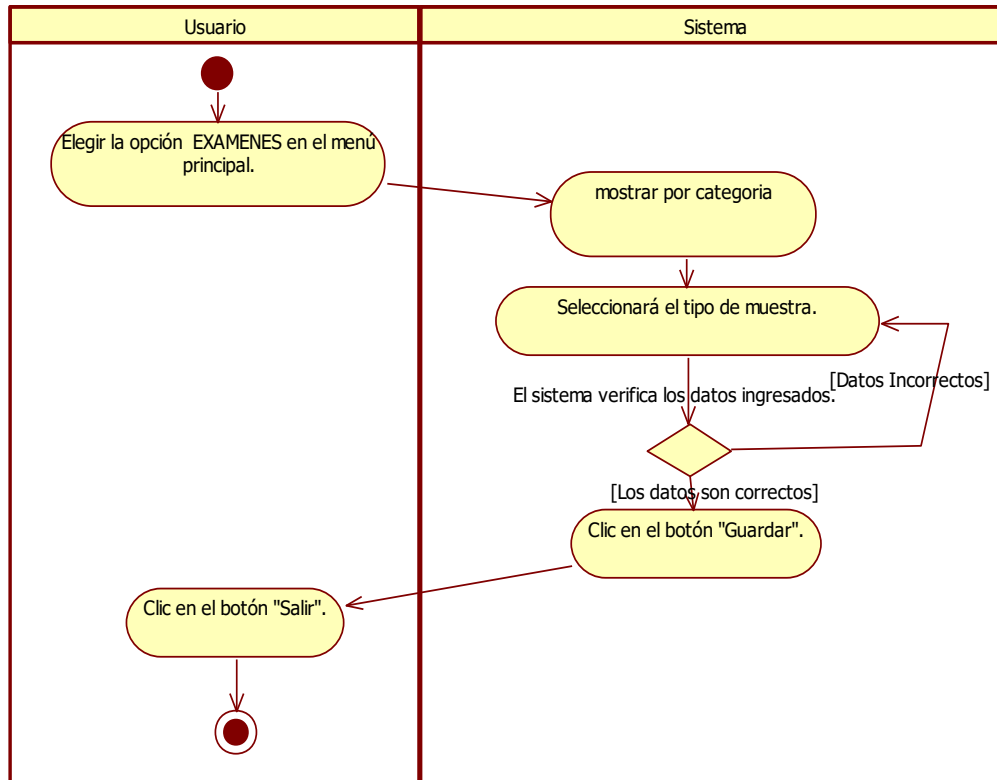 Usuario
Sistema
Elegir la opción EXAMENES en el menú
principal.
mostrar por categoria
Seleccionará el tipo de muestra.
[Datos Incorrectos]
El sistema verifica los datos ingresados.
[Los datos son correctos]
Clic en el botón "Guardar".
Clic en el botón "Salir".